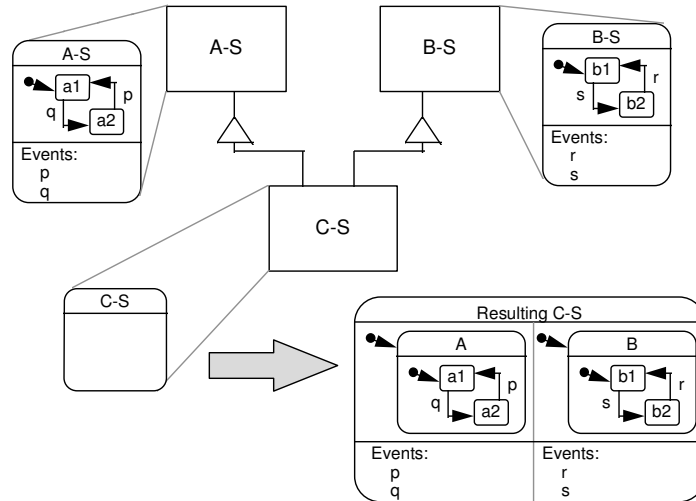 A-S
B-S
A-S
a1
p
q
a2
Events:
p
q
B-S
b1
r
s
b2
Events:
r
s
C-S
C-S
Resulting C-S
A
a1
p
q
a2
Events:
p
q
B
b1
r
s
b2
Events:
r
s